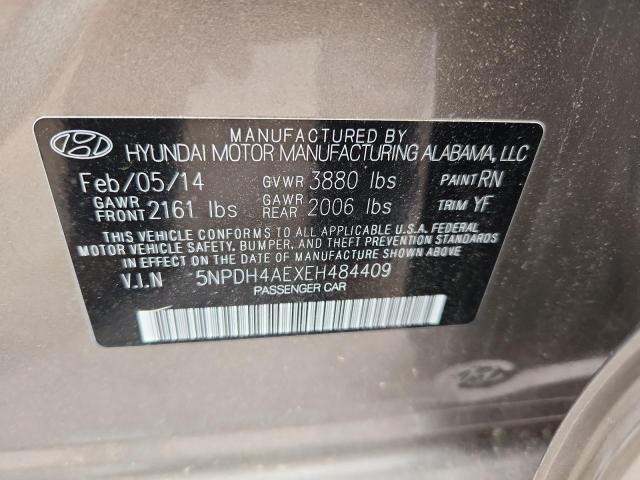 MANUFACTURED BY
HYUNDAI MOTOR MANUFACTURING ALABAMA, LLC
Feb/05/14 GVWR 3880 lbs PAINT RN
GAWR FRONT 2161 lbs GAWR REAR 2006 lbs TRIM YF
THIS VEHICLE CONFORMS TO ALL APPLICABLE U.S.A. FEDERAL
MOTOR VEHICLE SAFETY, BUMPER, AND THEFT PREVENTION
STANDARDS IN EFFECT ON THE
DATE OF MANUFACTURE SHOWN ABOVE
V.I.N 5NPDH4AEXEH484409
PASSENGER CAR